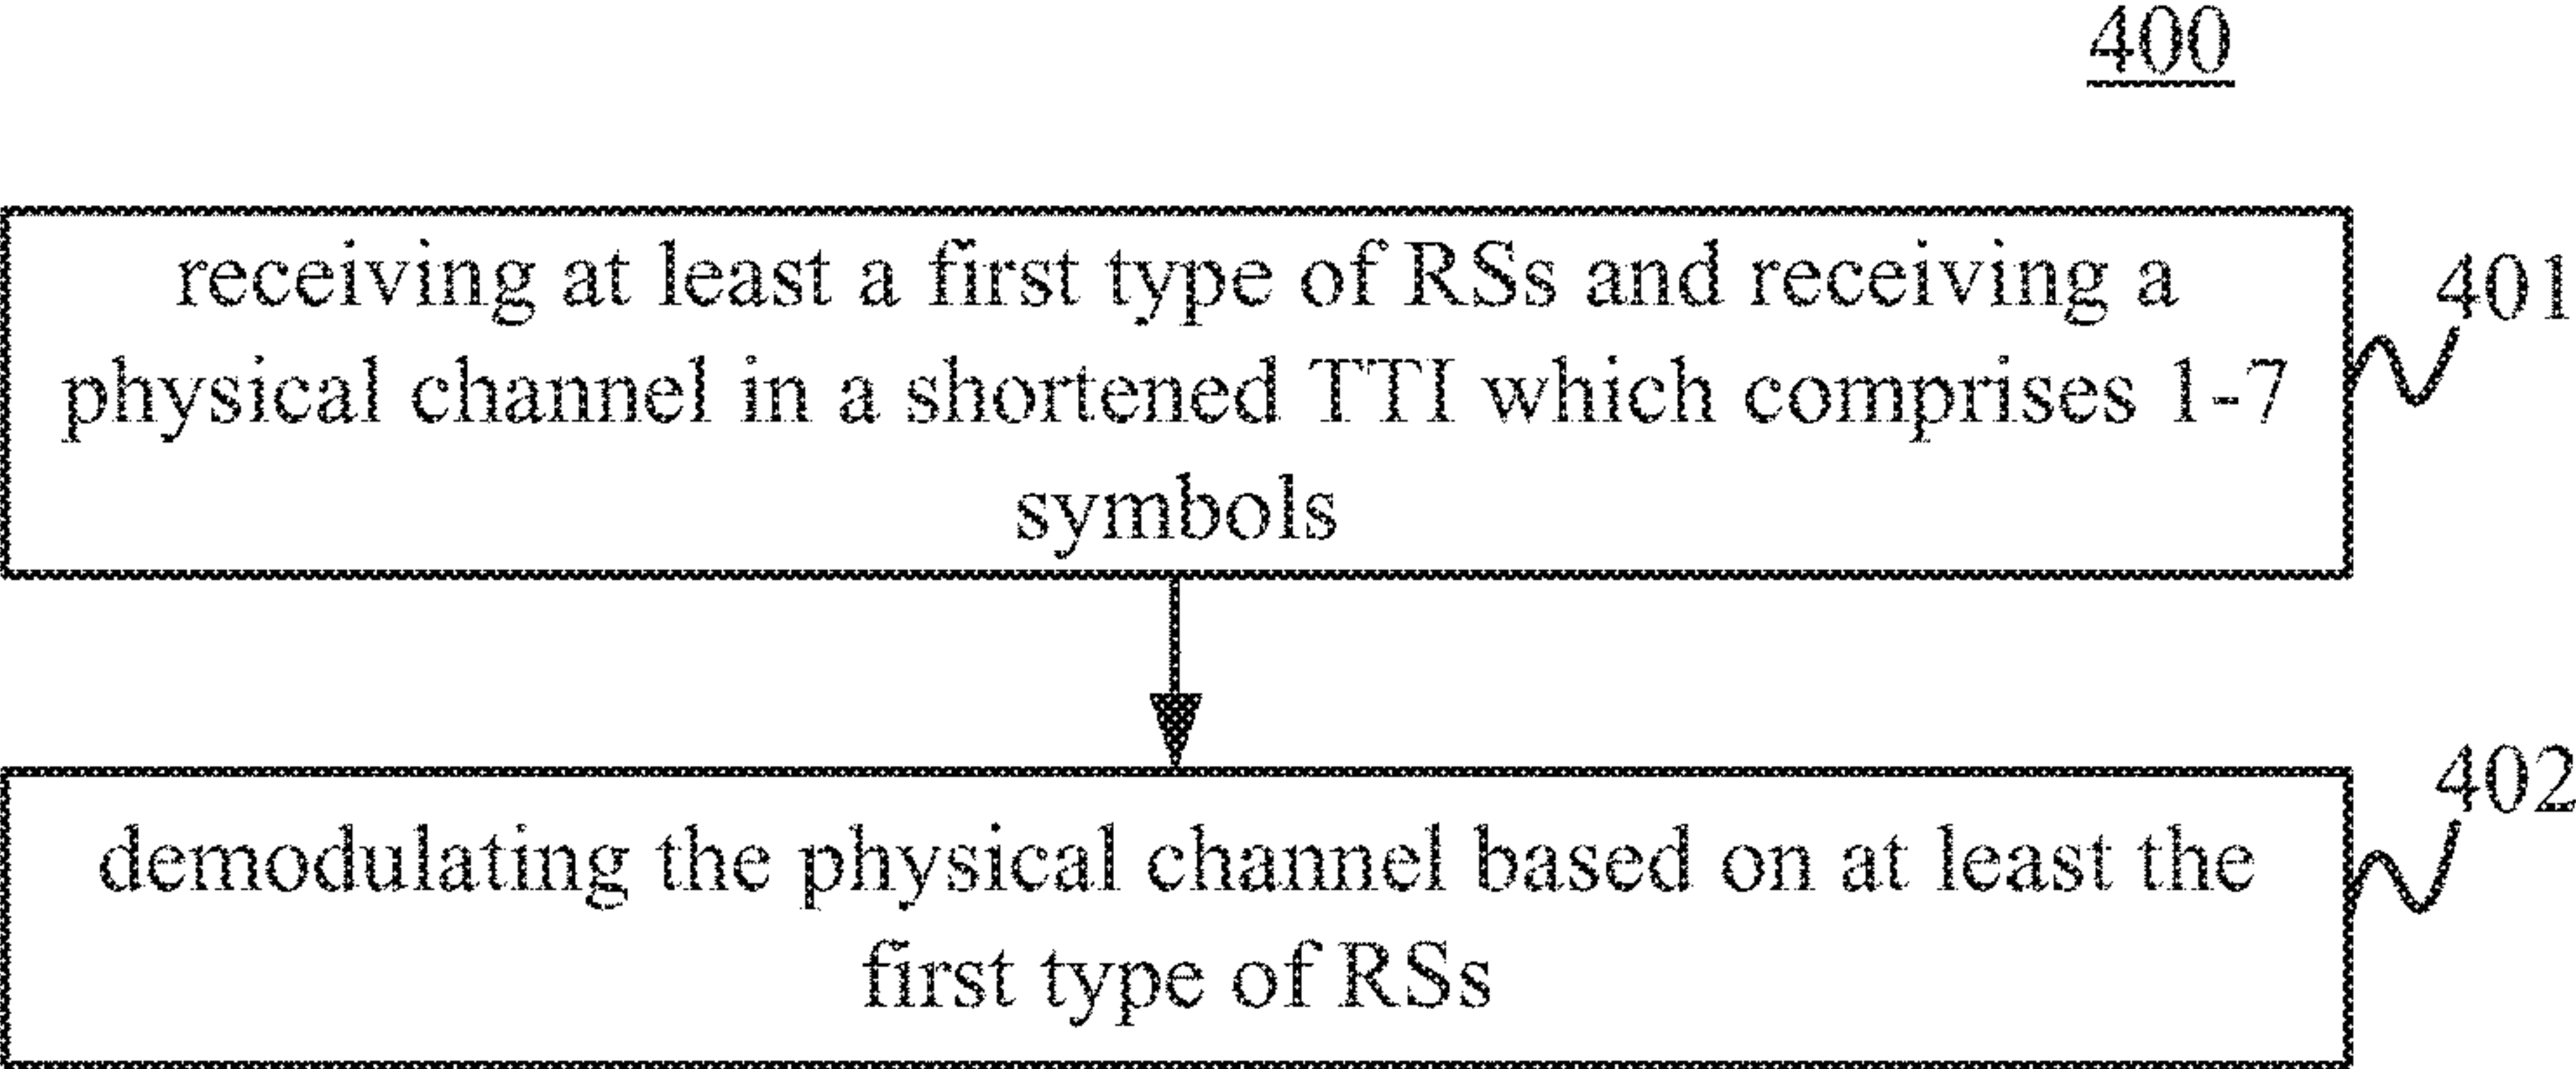 400
receiving at least a first type of RSs and receiving a
physical channel in a shortened TTI which comprises 1-7
symbols
401
demodulating the physical channel based on at least the
first type of RSs
402